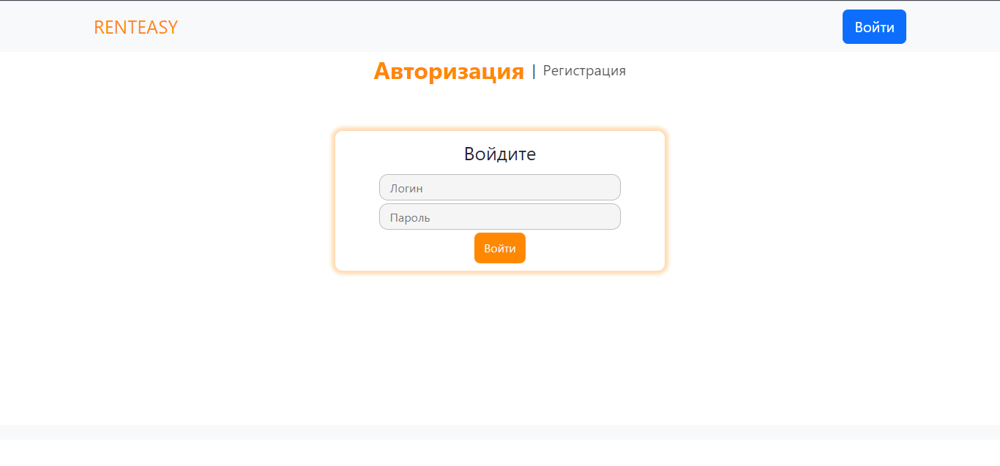 RENTEASY Войти
Авторизация | Регистрация
Войдите
Логин
Пароль
Войти